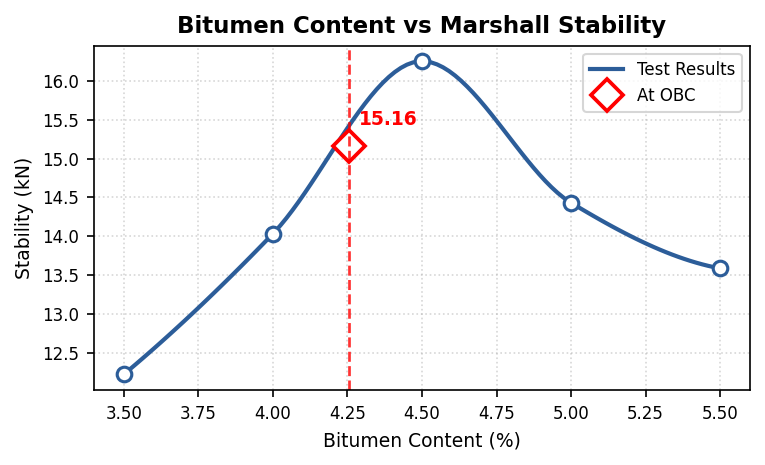 Bitumen Content vs Marshall Stability
Test Results
At OBC
15.16
Stability (kN)
16.0
15.5
15.0
14.5
14.0
13.5
13.0
12.5
3.50 3.75 4.00 4.25 4.50 4.75 5.00 5.25 5.50
Bitumen Content (%)